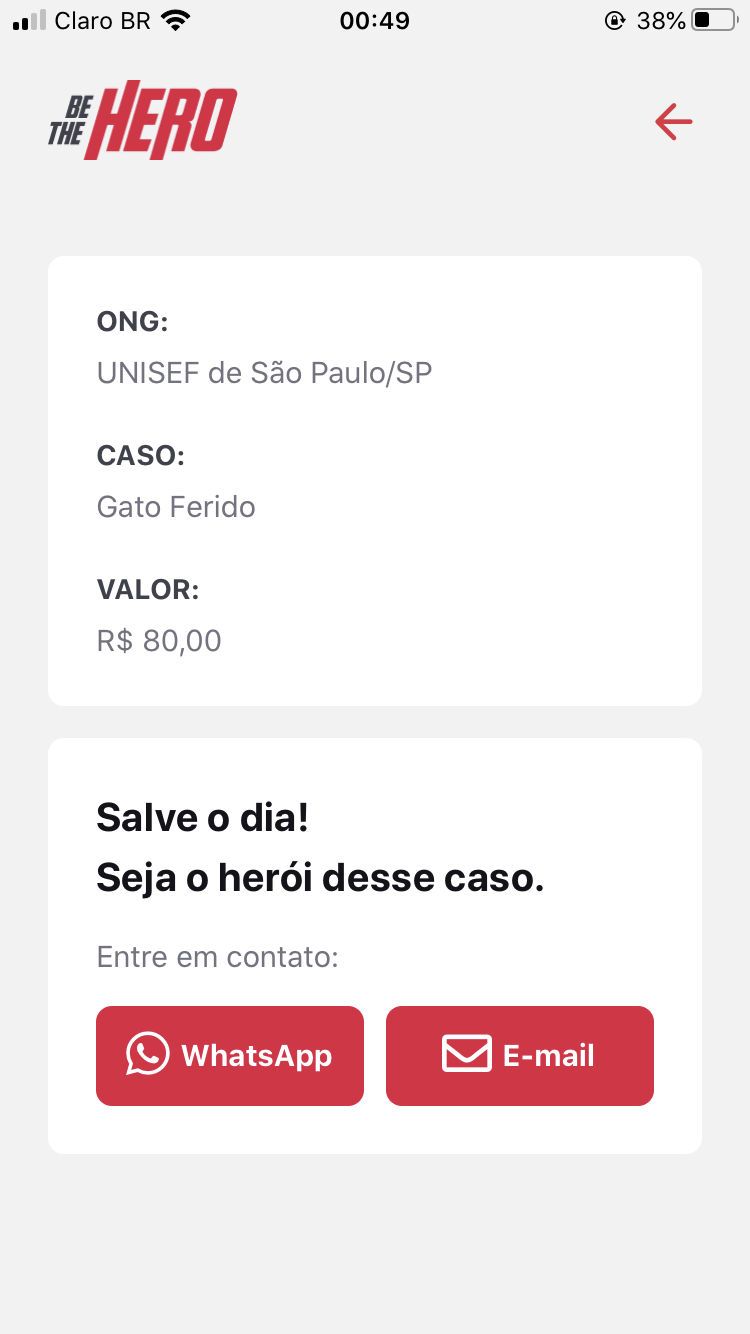 Claro BR 00:49 38%
BE THE HERO
ONG:
UNISEF de São Paulo/SP
CASO:
Gato Ferido
VALOR:
R$ 80,00
Salve o dia!
Seja o herói desse caso.
Entre em contato:
WhatsApp E-mail